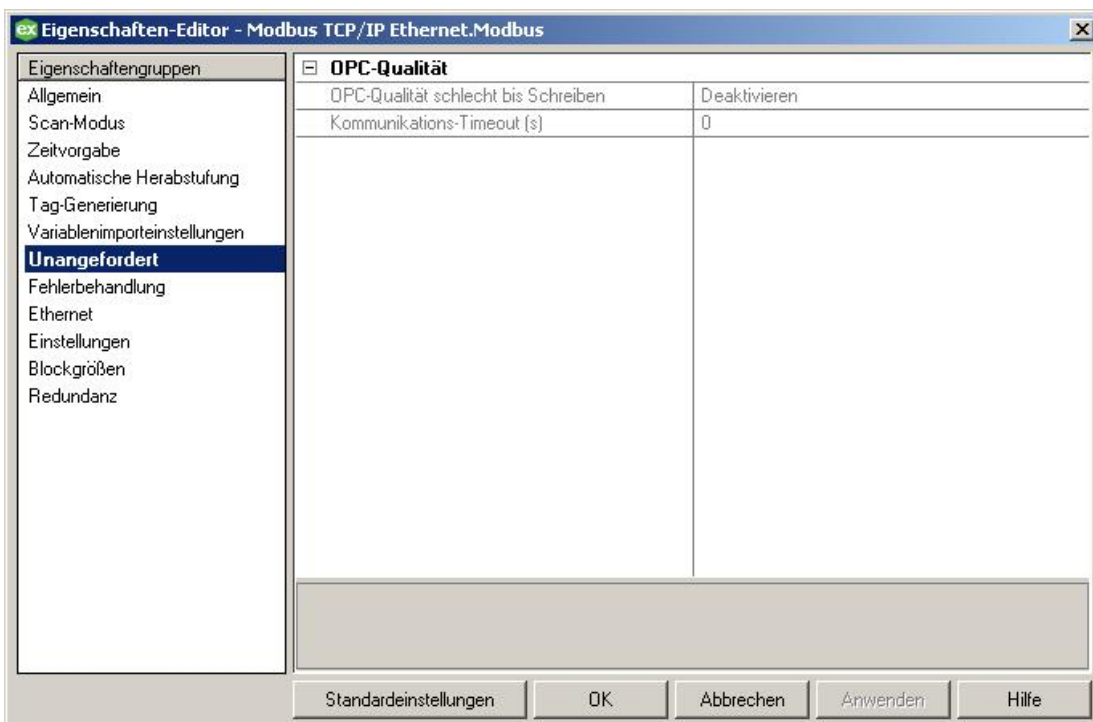 ex Eigenschaften-Editor - Modbus TCP/IP Ethernet.Modbus
Eigenschaftengruppen
Allgemein
Scan-Modus
Zeitvorgabe
Automatische Herabstufung
Tag-Generierung
Variablenimporteinstellungen
Unangefordert
Fehlerbehandlung
Ethernet
Einstellungen
Blockgrößen
Redundanz
OPC-Qualität
OPC-Qualität schlecht bis Schreiben Deaktivieren
Kommunikations-Timeout (s) 0
Standardeinstellungen OK Abbrechen Anwenden Hilfe